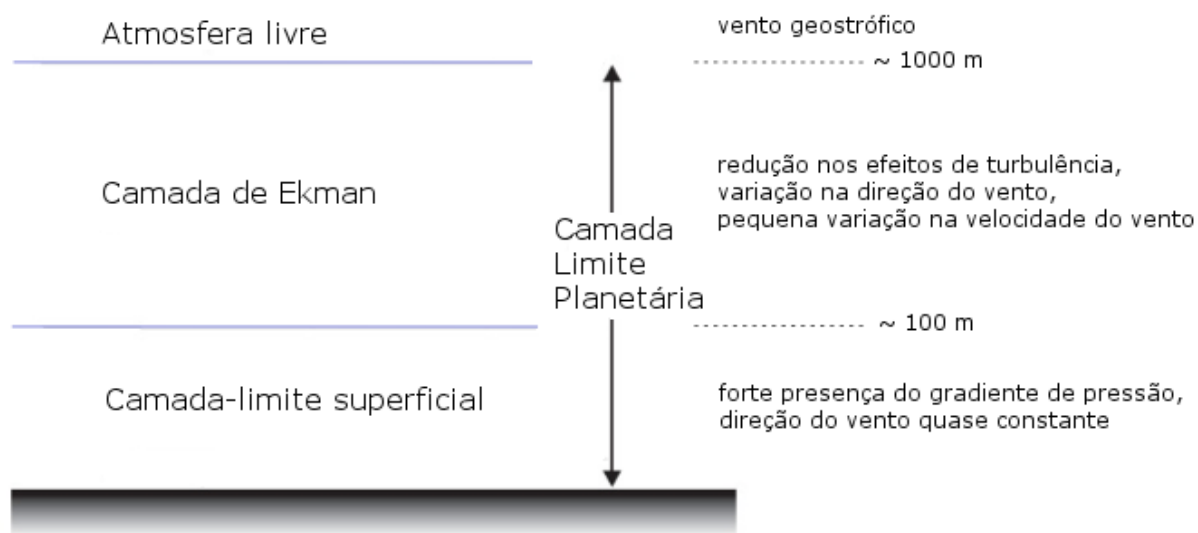 Atmosfera livre
vento geostrófico
~ 1000 m
Camada de Ekman
redução nos efeitos de turbulência,
variação na direção do vento,
pequena variação na velocidade do vento
Camada
Limite
Planetária
~ 100 m
Camada-limite superficial
forte presença do gradiente de pressão,
direção do vento quase constante